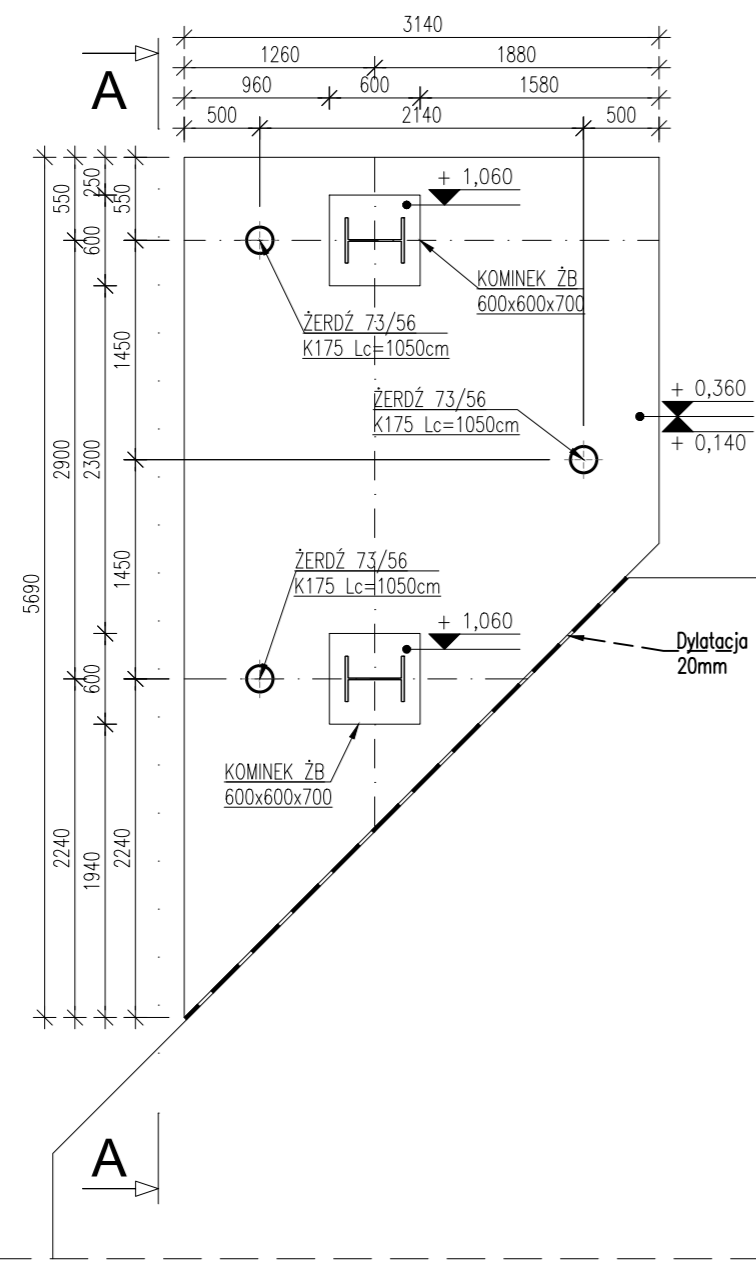 3140
1260 1880
960 600 1580
500 2140 500
A
550 250 550
+ 1,060
600
KOMINEK ŻB
600x600x700
ŻERDŹ 73/56
K175 Lc=1050cm
1450
ŻERDŹ 73/56
K175 Lc=1050cm
+ 0,360
+ 0,140
2900 2300
ŻERDŹ 73/56
K175 Lc=1050cm
1450
5690
+ 1,060
Dylatacja
20mm
600
KOMINEK ŻB
600x600x700
2240 1940 2240
A